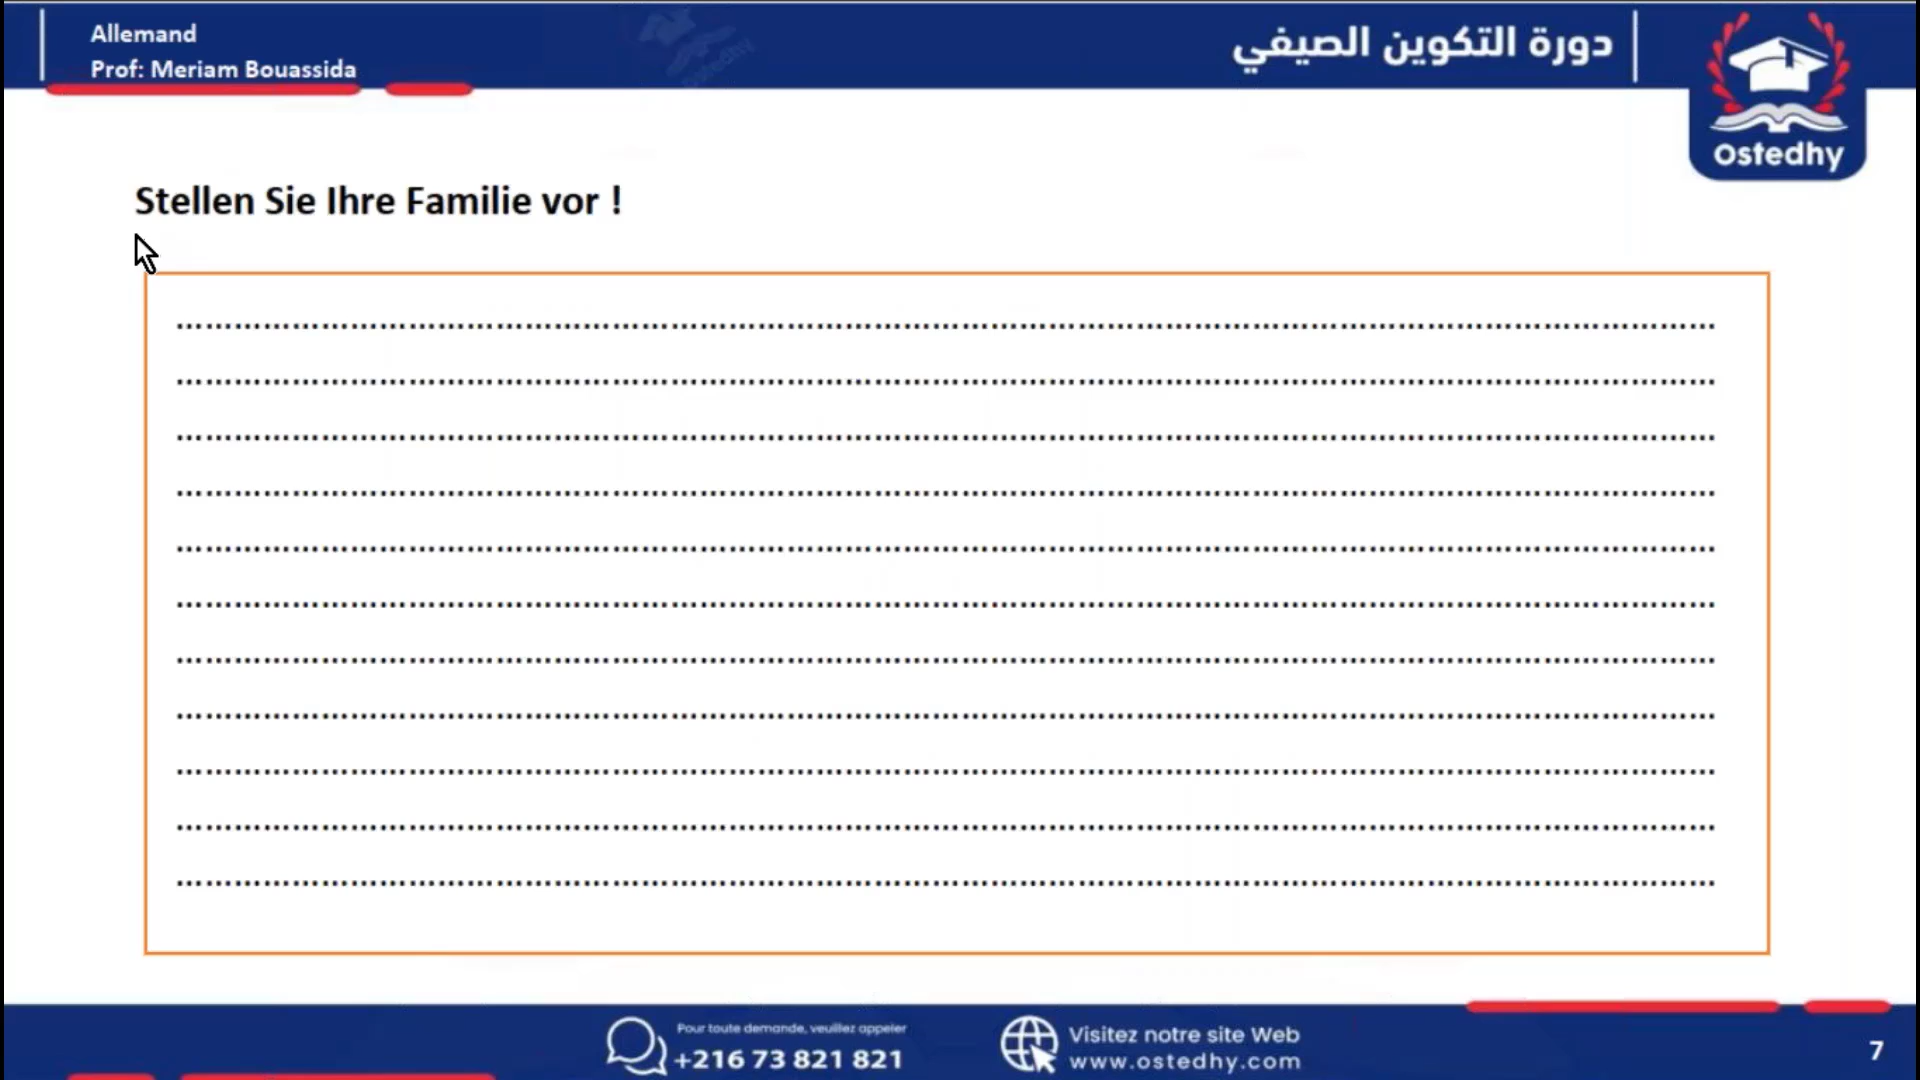 Allemand
Prof: Meriam Bouassida
دورة التكوين الصيفي
Ostedhy
Stellen Sie Ihre Familie vor !
Pour toute demande, veuillez appeler
+216 73 821 821
Visitez notre site Web
www.ostedhy.com
7